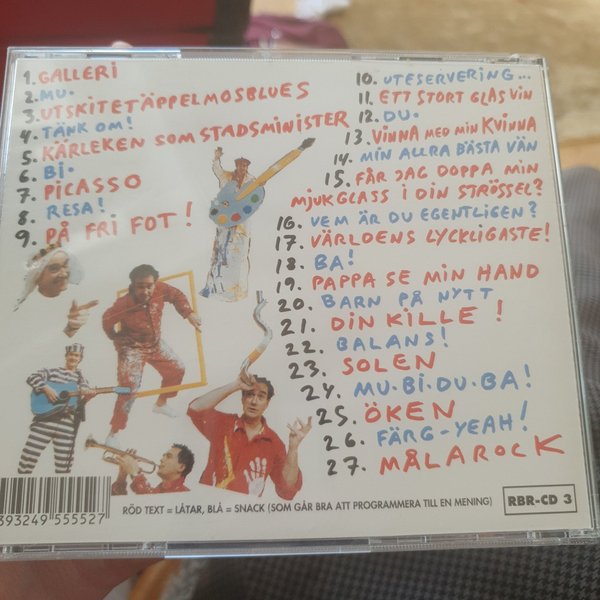 1. GALLERI
2. MU.
3. UTSKITETÄPPELMOSBLUES
4. TÄNK OM!
5. KÄRLEKEN SOM STADSMINISTER
6. BI.
7. PICASSO
8. RESA!
9. PÅ FRI FOT!
10. UTESERVERING...
11. ETT STORT GLAS VIN
12. DU.
13. VINNA MED MIN KVINNA
14. MIN ALLRA BÄSTA VÄN
15. FÅR JAG DOPPA MIN
MJUKGLASS I DIN STRÖSSEL?
16. VEM ÄR DU EGENTLIGEN?
17. VÄRLDENS LYCKLIGASTE!
18. BA!
19. PAPPA SE MIN HAND
20. BARN PÅ NYTT
21. DIN KILLE!
22. BALANS!
23. SOLEN
24. MU·BI·DU·BA!
25. ÖKEN
26. FÄRG-YEAH!
27. MÅLAROCK
393249 555527
RÖD TEXT = LÅTAR, BLÅ = SNACK (SOM GÅR BRA ATT PROGRAMMERA TILL EN MENING)
RBR-CD 3